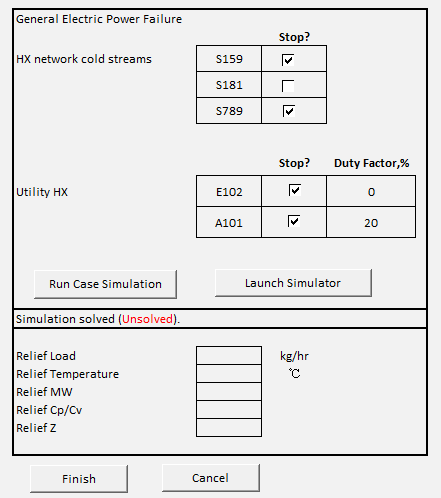 General Electric Power Failure
Stop?
HX network cold streams S159
S181
S789
Stop? Duty Factor,%
Utility HX E102 0
A101 20
Run Case Simulation Launch Simulator
Simulation solved (Unsolved).
Relief Load kg/hr
Relief Temperature ℃
Relief MW
Relief Cp/Cv
Relief Z
Finish Cancel